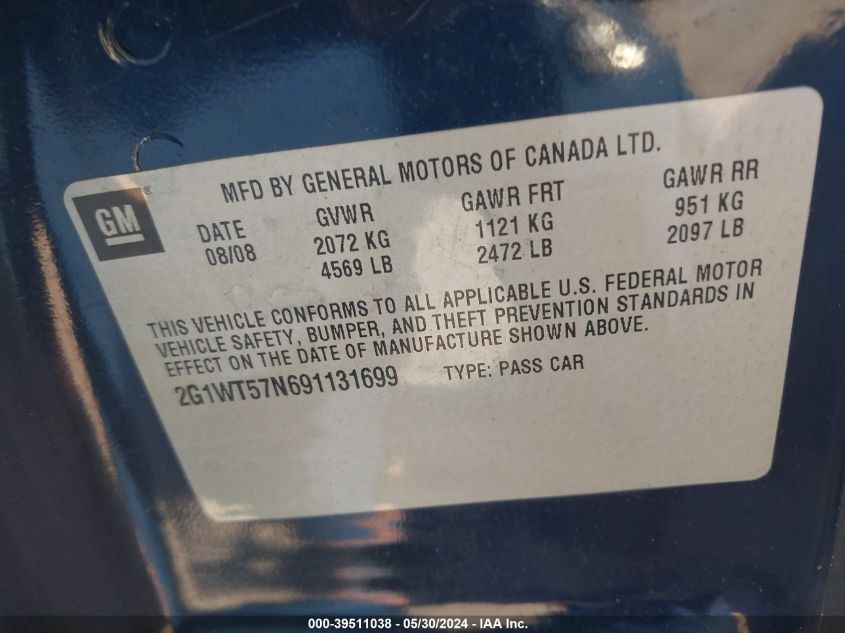 MFD BY GENERAL MOTORS OF CANADA LTD.
GM
DATE GVWR GAWR FRT GAWR RR
08/08 2072 KG 1121 KG 951 KG
4569 LB 2472 LB 2097 LB
THIS VEHICLE CONFORMS TO ALL APPLICABLE U.S. FEDERAL MOTOR
VEHICLE SAFETY, BUMPER, AND THEFT PREVENTION STANDARDS IN
EFFECT ON THE DATE OF MANUFACTURE SHOWN ABOVE.
2G1WT57N691131699 TYPE: PASS CAR
000-39511038 - 05/30/2024 - IAA Inc.